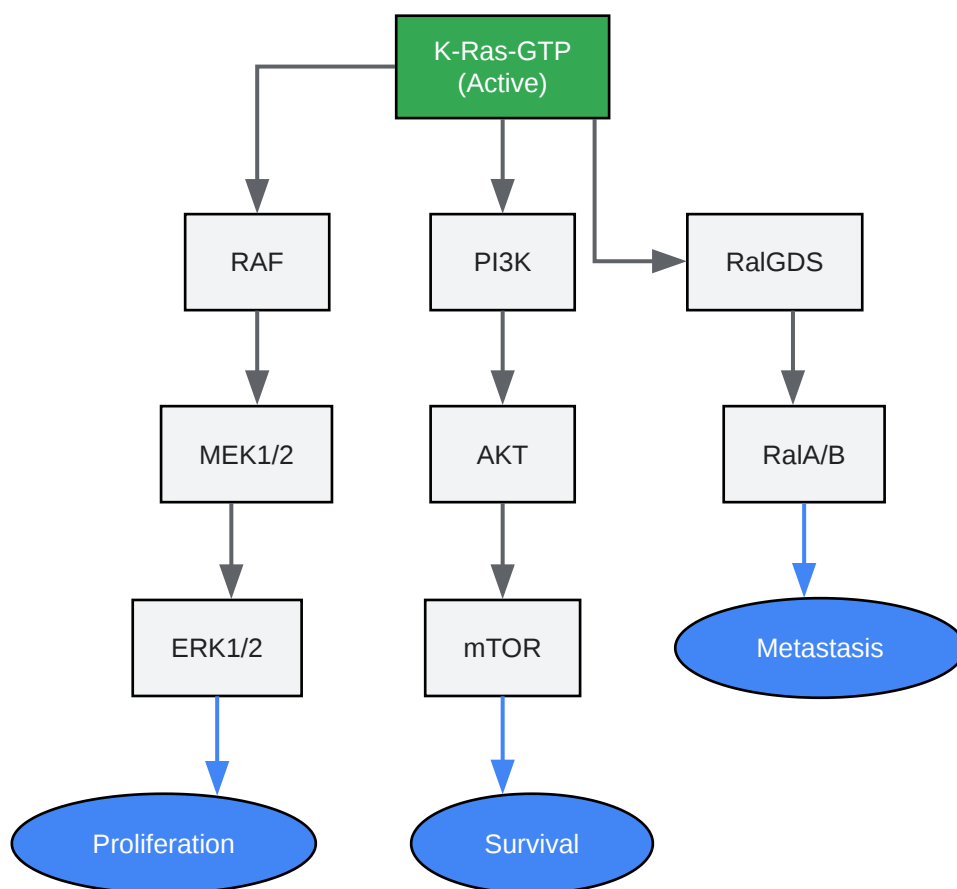 K-Ras-GTP
(Active)
RAF
PI3K
RalGDS
MEK1/2
AKT
RalA/B
ERK1/2
mTOR
Metastasis
Proliferation
Survival